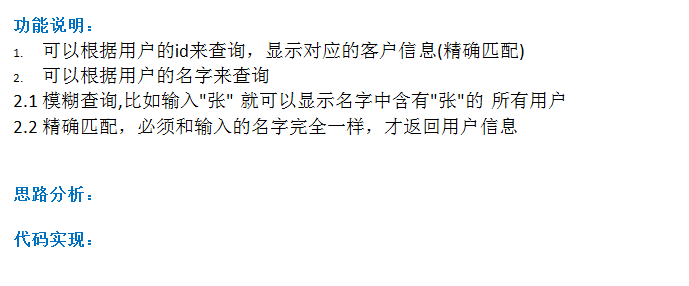 功能说明：
1. 可以根据用户的id来查询，显示对应的客户信息(精确匹配)
2. 可以根据用户的名字来查询
2.1 模糊查询,比如输入"张" 就可以显示名字中含有"张"的 所有用户
2.2 精确匹配，必须和输入的名字完全一样，才返回用户信息
思路分析：
代码实现：